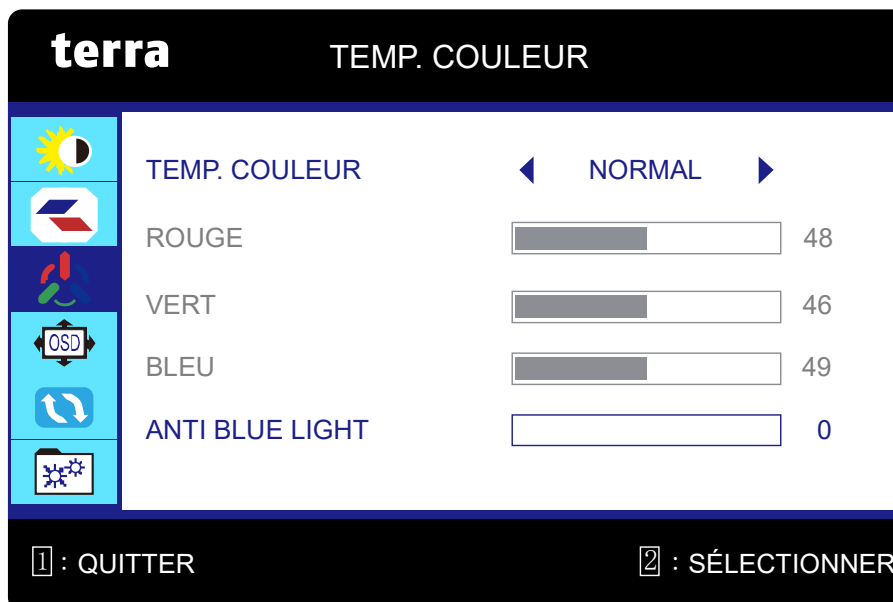 terra TEMP. COULEUR
TEMP. COULEUR NORMAL
ROUGE 48
VERT 46
OSD
BLEU 49
ANTI BLUE LIGHT 0
1 : QUITTER 2 : SÉLECTIONNER